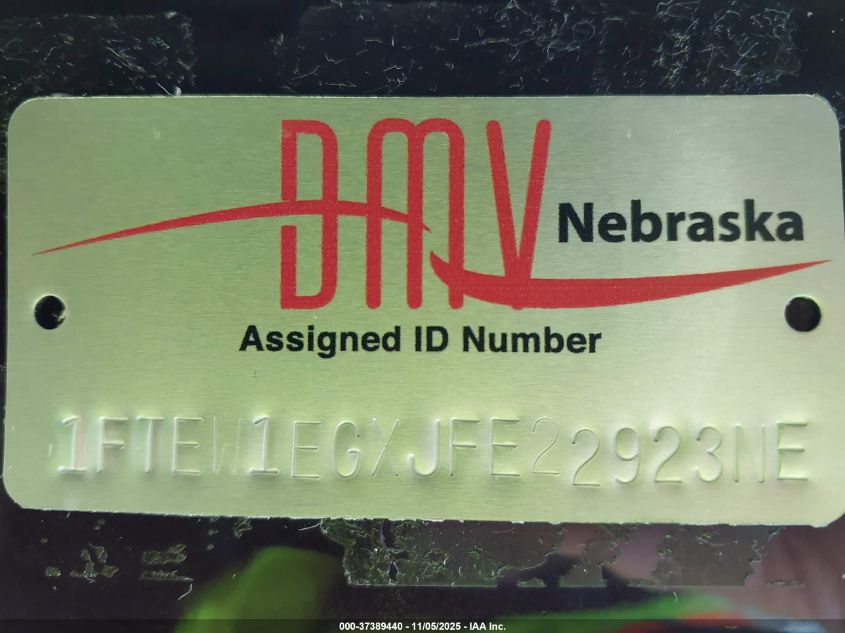 DMV Nebraska
Assigned ID Number
1FTEW1EGXJFE22923NE
000-37389440 - 11/05/2025 - IAA Inc.